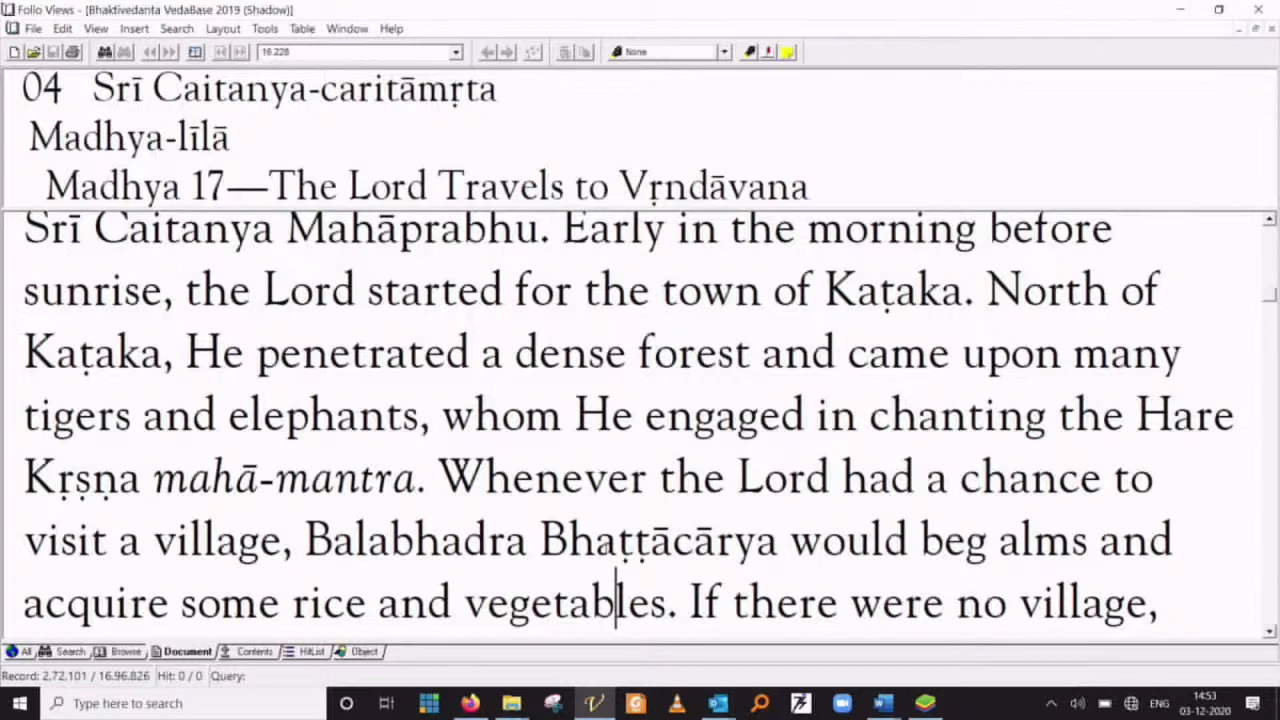 Folio Views - [Bhaktivedanta VedaBase 2019 (Shadow)]
File Edit View Insert Search Layout Tools Table Window Help
16.228 None
04 Śrī Caitanya-caritāmṛta
Madhya-līlā
Madhya 17—The Lord Travels to Vṛndāvana
Śrī Caitanya Mahāprabhu. Early in the morning before
sunrise, the Lord started for the town of Kaṭaka. North of
Kaṭaka, He penetrated a dense forest and came upon many
tigers and elephants, whom He engaged in chanting the Hare
Kṛṣṇa mahā-mantra. Whenever the Lord had a chance to
visit a village, Balabhadra Bhaṭṭācārya would beg alms and
acquire some rice and vegetables. If there were no village,
All Search Browse Document Contents HitList Object
Record: 2,72,101 / 16,96,826 Hit: 0 / 0 Query:
Type here to search ENG 14:53
03-12-2020